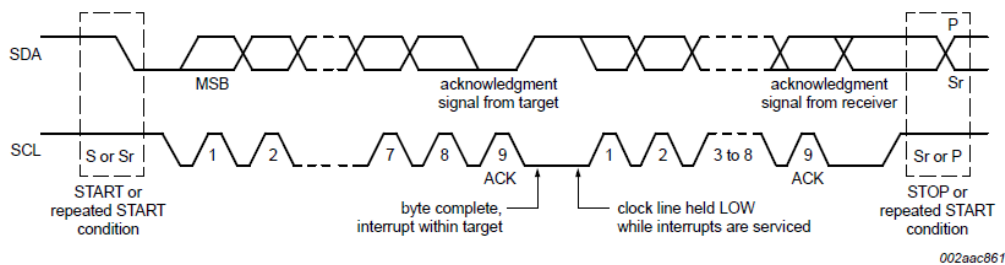 P
SDA
MSB
acknowledgment
signal from target
acknowledgment
signal from receiver
Sr
SCL
S or Sr
1
2
7
8
9
1
2
3 to 8
9
Sr or P
ACK
ACK
START or
repeated START
condition
byte complete,
interrupt within target
clock line held LOW
while interrupts are serviced
STOP or
repeated START
condition
002aac861